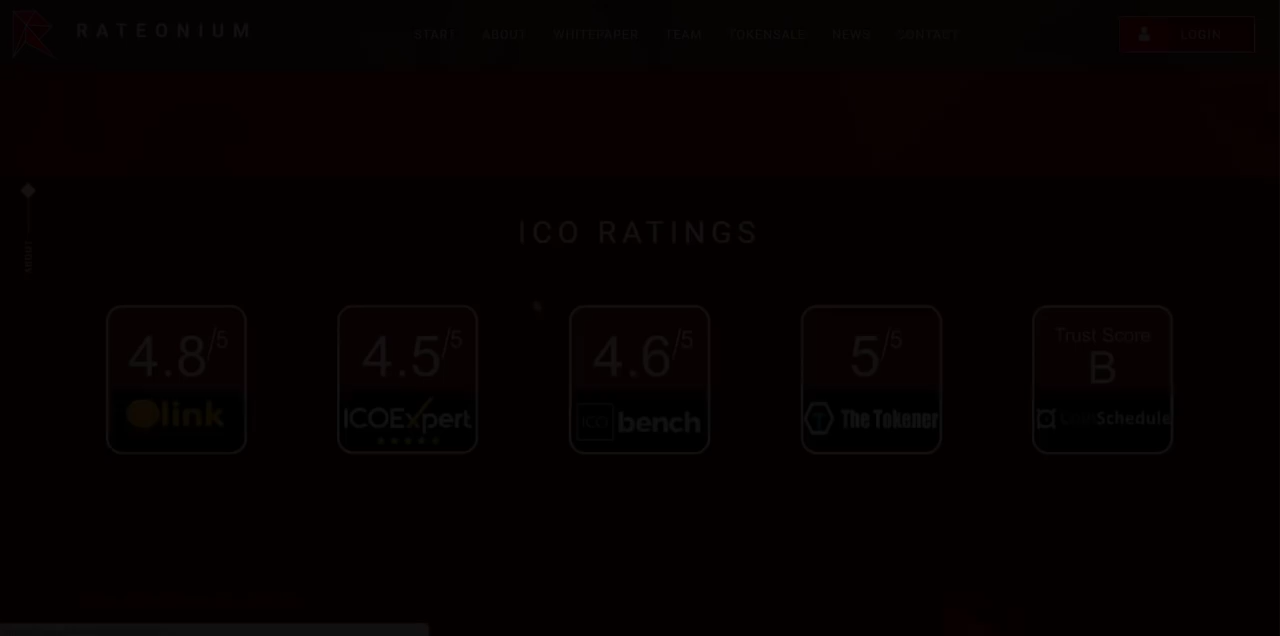 RATEONIUM
START ABOUT WHITEPAPER TEAM TOKENSALE NEWS CONTACT
LOGIN
ICO RATINGS
4.8/5
link
4.5/5
ICOExpert
4.6/5
ICO bench
5/5
The Tokener
Trust Score
B
Schedule